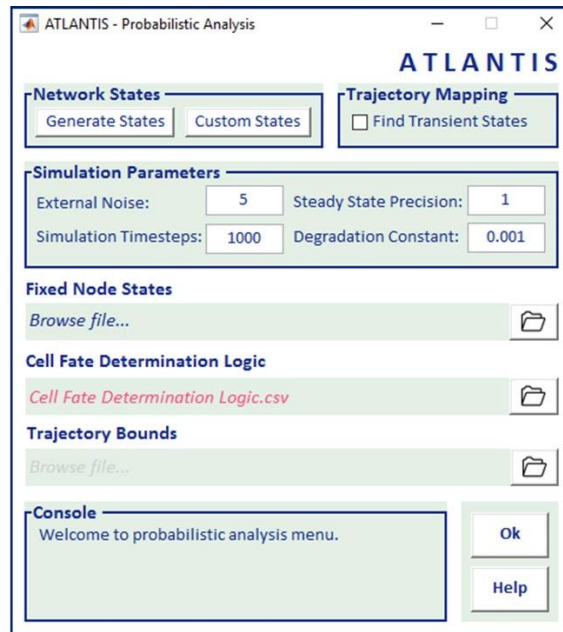 ATLANTIS - Probabilistic Analysis
ATLANTIS
Network States
Generate States Custom States
Trajectory Mapping
Find Transient States
Simulation Parameters
External Noise: 5 Steady State Precision: 1
Simulation Timesteps: 1000 Degradation Constant: 0.001
Fixed Node States
Browse file...
Cell Fate Determination Logic
Cell Fate Determination Logic.csv
Trajectory Bounds
Browse file...
Console
Welcome to probabilistic analysis menu.
Ok
Help